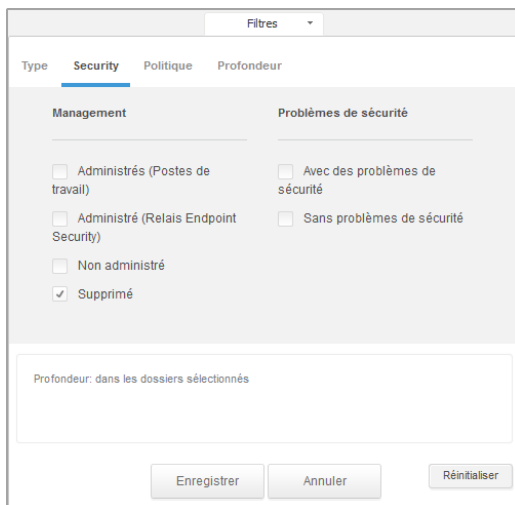 Filtres
Type Security Politique Profondeur
Management
Administrés (Postes de
travail)
Administré (Relais Endpoint
Security)
Non administré
Supprimé
Problèmes de sécurité
Avec des problèmes de
sécurité
Sans problèmes de sécurité
Profondeur: dans les dossiers sélectionnés
Enregistrer
Annuler
Réinitialiser